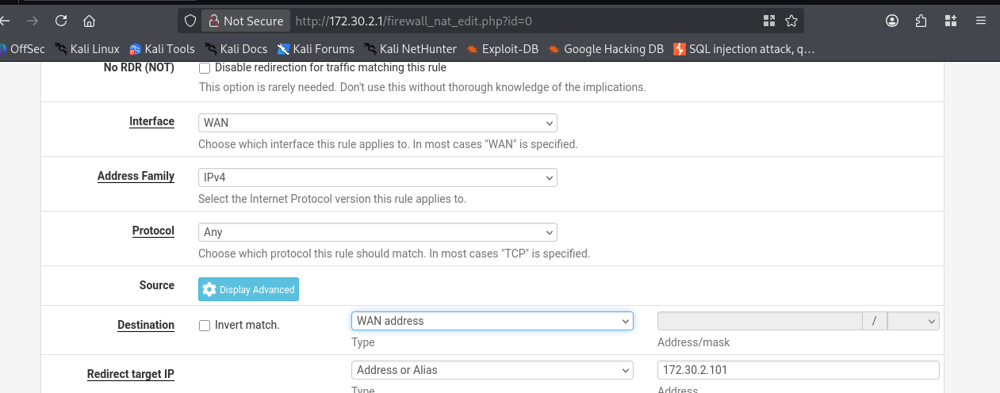 Not Secure http://172.30.2.1/firewall_nat_edit.php?id=0
OffSec Kali Linux Kali Tools Kali Docs Kali Forums Kali NetHunter Exploit-DB Google Hacking DB SQL injection attack, q…
No RDR (NOT) Disable redirection for traffic matching this rule
This option is rarely needed. Don't use this without thorough knowledge of the implications.
Interface WAN
Choose which interface this rule applies to. In most cases "WAN" is specified.
Address Family IPv4
Select the Internet Protocol version this rule applies to.
Protocol Any
Choose which protocol this rule should match. In most cases "TCP" is specified.
Source Display Advanced
Destination Invert match. WAN address /
Type Address/mask
Redirect target IP Address or Alias 172.30.2.101
Type Address